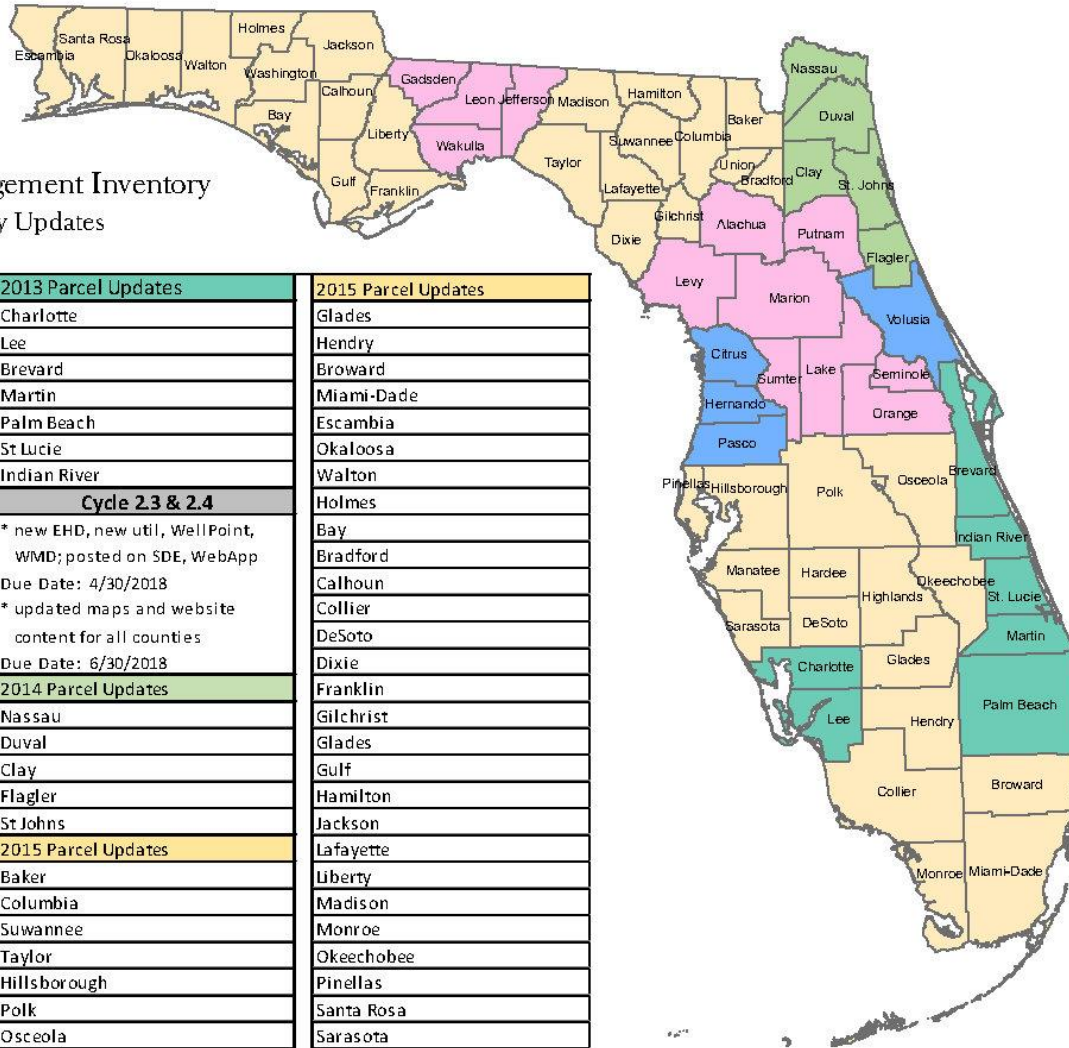 gement Inventory
y Updates
2013 Parcel Updates
Charlotte
Lee
Brevard
Martin
Palm Beach
St Lucie
Indian River
Cycle 2.3 & 2.4
* new EHD, new util, WellPoint,
WMD; posted on SDE, WebApp
Due Date: 4/30/2018
* updated maps and website
content for all counties
Due Date: 6/30/2018
2014 Parcel Updates
Nassau
Duval
Clay
Flagler
St Johns
2015 Parcel Updates
Baker
Columbia
Suwannee
Taylor
Hillsborough
Polk
Osceola
2015 Parcel Updates
Glades
Hendry
Broward
Miami-Dade
Escambia
Okaloosa
Walton
Holmes
Bay
Bradford
Calhoun
Collier
DeSoto
Dixie
Franklin
Gilchrist
Glades
Gulf
Hamilton
Jackson
Lafayette
Liberty
Madison
Monroe
Okeechobee
Pinellas
Santa Rosa
Sarasota
Escambia
Santa Rosa
Okaloosa
Walton
Holmes
Washington
Bay
Jackson
Calhoun
Gulf
Liberty
Franklin
Gadsden
Leon
Jefferson
Wakulla
Madison
Taylor
Hamilton
Suwannee
Lafayette
Dixie
Columbia
Gilchrist
Baker
Union
Bradford
Nassau
Duval
Clay
St. Johns
Alachua
Putnam
Flagler
Levy
Marion
Volusia
Citrus
Sumter
Lake
Seminole
Hernando
Orange
Pasco
Pinellas
Hillsborough
Polk
Osceola
Brevard
Indian River
Manatee
Hardee
Highlands
Okeechobee
St. Lucie
Sarasota
DeSoto
Martin
Charlotte
Glades
Lee
Hendry
Palm Beach
Collier
Broward
Monroe
Miami-Dade